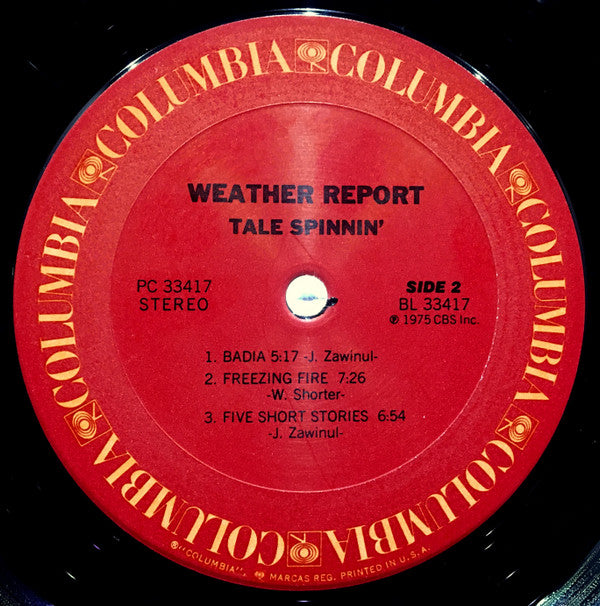 COLUMBIA COLUMBIA COLUMBIA COLUMBIA COLUMBIA COLUMBIA COLUMBIA COLUMBIA
WEATHER REPORT
TALE SPINNIN'
PC 33417
STEREO
SIDE 2
BL 33417
℗ 1975 CBS Inc.
1. BADIA 5:17 -J. Zawinul-
2. FREEZING FIRE 7:26
-W. Shorter-
3. FIVE SHORT STORIES 6:54
-J. Zawinul-
®"COLUMBIA", MARCAS REG. PRINTED IN U.S.A.